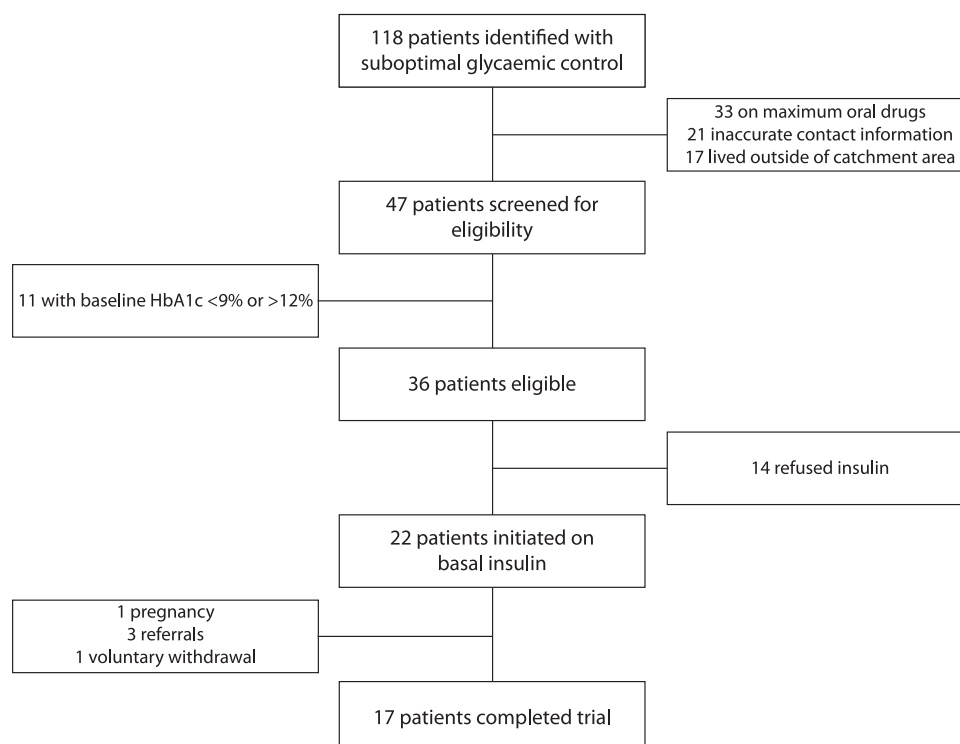 118 patients identified with
suboptimal glycaemic control
33 on maximum oral drugs
21 inaccurate contact information
17 lived outside of catchment area
47 patients screened for
eligibility
11 with baseline HbA1c <9% or >12%
36 patients eligible
14 refused insulin
22 patients initiated on
basal insulin
1 pregnancy
3 referrals
1 voluntary withdrawal
17 patients completed trial